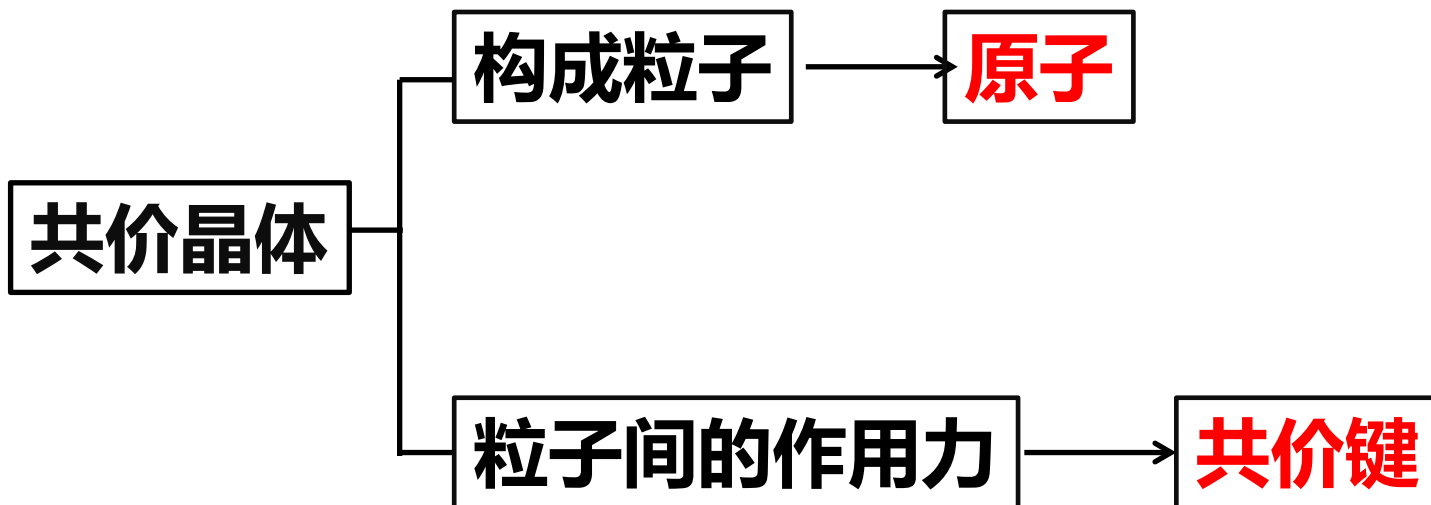 构成粒子
原子
共价晶体
粒子间的作用力
共价键